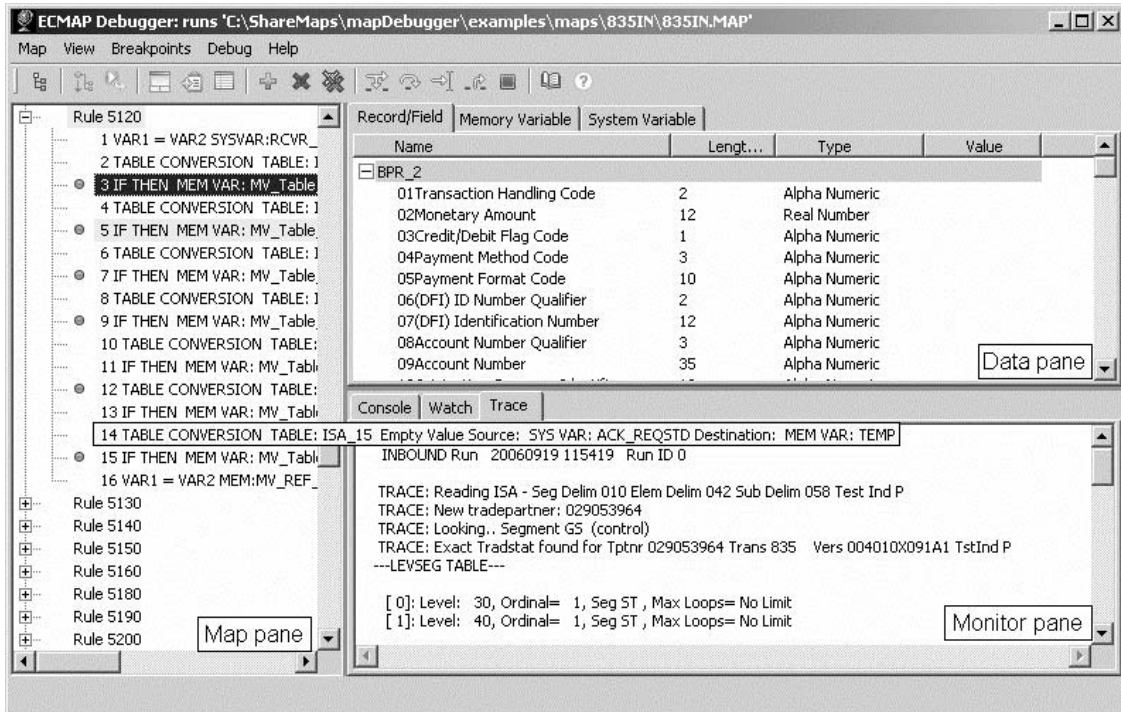 ECMAP Debugger: runs 'C:\ShareMaps\mapDebugger\examples\maps\835IN\835IN.MAP'
Map View Breakpoints Debug Help
Rule 5120
1 VAR1 = VAR2 SYSVAR:RCVR_
2 TABLE CONVERSION TABLE: I
3 IF THEN MEM VAR: MV_Table
4 TABLE CONVERSION TABLE: I
5 IF THEN MEM VAR: MV_Table_
6 TABLE CONVERSION TABLE: I
7 IF THEN MEM VAR: MV_Table_
8 TABLE CONVERSION TABLE: I
9 IF THEN MEM VAR: MV_Table_
10 TABLE CONVERSION TABLE:
11 IF THEN MEM VAR: MV_Tabl
12 TABLE CONVERSION TABLE:
13 IF THEN MEM VAR: MV_Tabl
14 TABLE CONVERSION TABLE: ISA_15 Empty Value Source: SYS VAR: ACK_REQSTD Destination: MEM VAR: TEMP
15 IF THEN MEM VAR: MV_Tabl
16 VAR1 = VAR2 MEM:MV_REF_
Rule 5130
Rule 5140
Rule 5150
Rule 5160
Rule 5180
Rule 5190
Rule 5200
Map pane
Record/Field Memory Variable System Variable
Name Lengt... Type Value
BPR_2
01Transaction Handling Code 2 Alpha Numeric
02Monetary Amount 12 Real Number
03Credit/Debit Flag Code 1 Alpha Numeric
04Payment Method Code 3 Alpha Numeric
05Payment Format Code 10 Alpha Numeric
06(DFI) ID Number Qualifier 2 Alpha Numeric
07(DFI) Identification Number 12 Alpha Numeric
08Account Number Qualifier 3 Alpha Numeric
09Account Number 35 Alpha Numeric
Data pane
Console Watch Trace
INBOUND Run 20060919 115419 Run ID 0
TRACE: Reading ISA - Seg Delim 010 Elem Delim 042 Sub Delim 058 Test Ind P
TRACE: New tradepartner: 029053964
TRACE: Looking.. Segment GS (control)
TRACE: Exact Tradstat found for Tptnr 029053964 Trans 835 Vers 004010X091A1 TstInd P
---LEVSEG TABLE---
[ 0]: Level: 30, Ordinal= 1, Seg ST , Max Loops= No Limit
[ 1]: Level: 40, Ordinal= 1, Seg ST , Max Loops= No Limit
Monitor pane